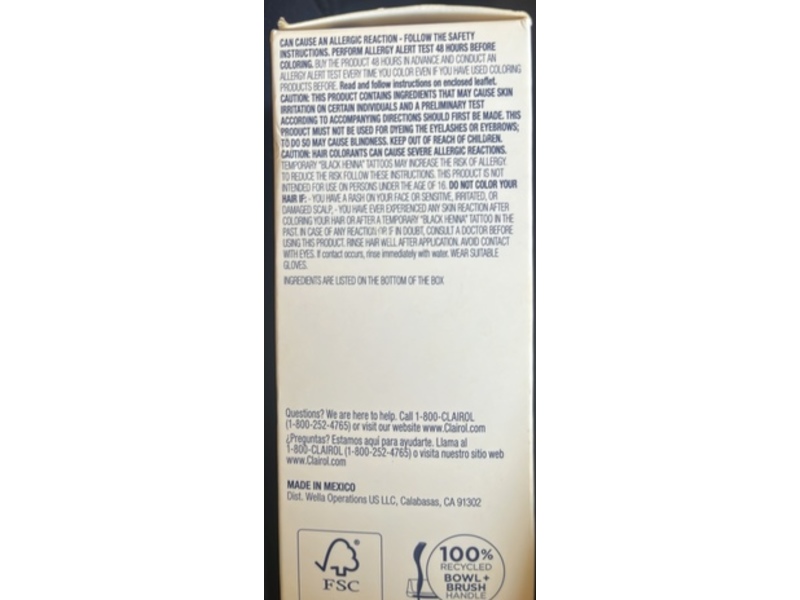 CAN CAUSE AN ALLERGIC REACTION - FOLLOW THE SAFETY
INSTRUCTIONS. PERFORM ALLERGY ALERT TEST 48 HOURS BEFORE
COLORING. BUY THE PRODUCT 48 HOURS IN ADVANCE AND CONDUCT AN
ALLERGY ALERT TEST EVERY TIME YOU COLOR EVEN IF YOU HAVE USED COLORING
PRODUCTS BEFORE. Read and follow instructions on enclosed leaflet.
CAUTION: THIS PRODUCT CONTAINS INGREDIENTS THAT MAY CAUSE SKIN
IRRITATION ON CERTAIN INDIVIDUALS AND A PRELIMINARY TEST
ACCORDING TO ACCOMPANYING DIRECTIONS SHOULD FIRST BE MADE. THIS
PRODUCT MUST NOT BE USED FOR DYEING THE EYELASHES OR EYEBROWS;
TO DO SO MAY CAUSE BLINDNESS. KEEP OUT OF REACH OF CHILDREN.
CAUTION: HAIR COLORANTS CAN CAUSE SEVERE ALLERGIC REACTIONS.
TEMPORARY "BLACK HENNA" TATTOOS MAY INCREASE THE RISK OF ALLERGY.
TO REDUCE THE RISK FOLLOW THESE INSTRUCTIONS. THIS PRODUCT IS NOT
INTENDED FOR USE ON PERSONS UNDER THE AGE OF 16. DO NOT COLOR YOUR
HAIR IF: - YOU HAVE A RASH ON YOUR FACE OR SENSITIVE, IRRITATED, OR
DAMAGED SCALP, - YOU HAVE EVER EXPERIENCED ANY SKIN REACTION AFTER
COLORING YOUR HAIR OR AFTER A TEMPORARY "BLACK HENNA" TATTOO IN THE
PAST. IN CASE OF ANY REACTION OR IF IN DOUBT, CONSULT A DOCTOR BEFORE
USING THIS PRODUCT. RINSE HAIR WELL AFTER APPLICATION. AVOID CONTACT
WITH EYES. If contact occurs, rinse immediately with water. WEAR SUITABLE
GLOVES.
INGREDIENTS ARE LISTED ON THE BOTTOM OF THE BOX
Questions? We are here to help. Call 1-800-CLAIROL
(1-800-252-4765) or visit our website www.Clairol.com
¿Preguntas? Estamos aquí para ayudarte. Llama al
1-800-CLAIROL (1-800-252-4765) o visita nuestro sitio web
www.Clairol.com
MADE IN MEXICO
Dist. Wella Operations US LLC, Calabasas, CA 91302
FSC®
100%
RECYCLED
BOWL +
BRUSH
HANDLE